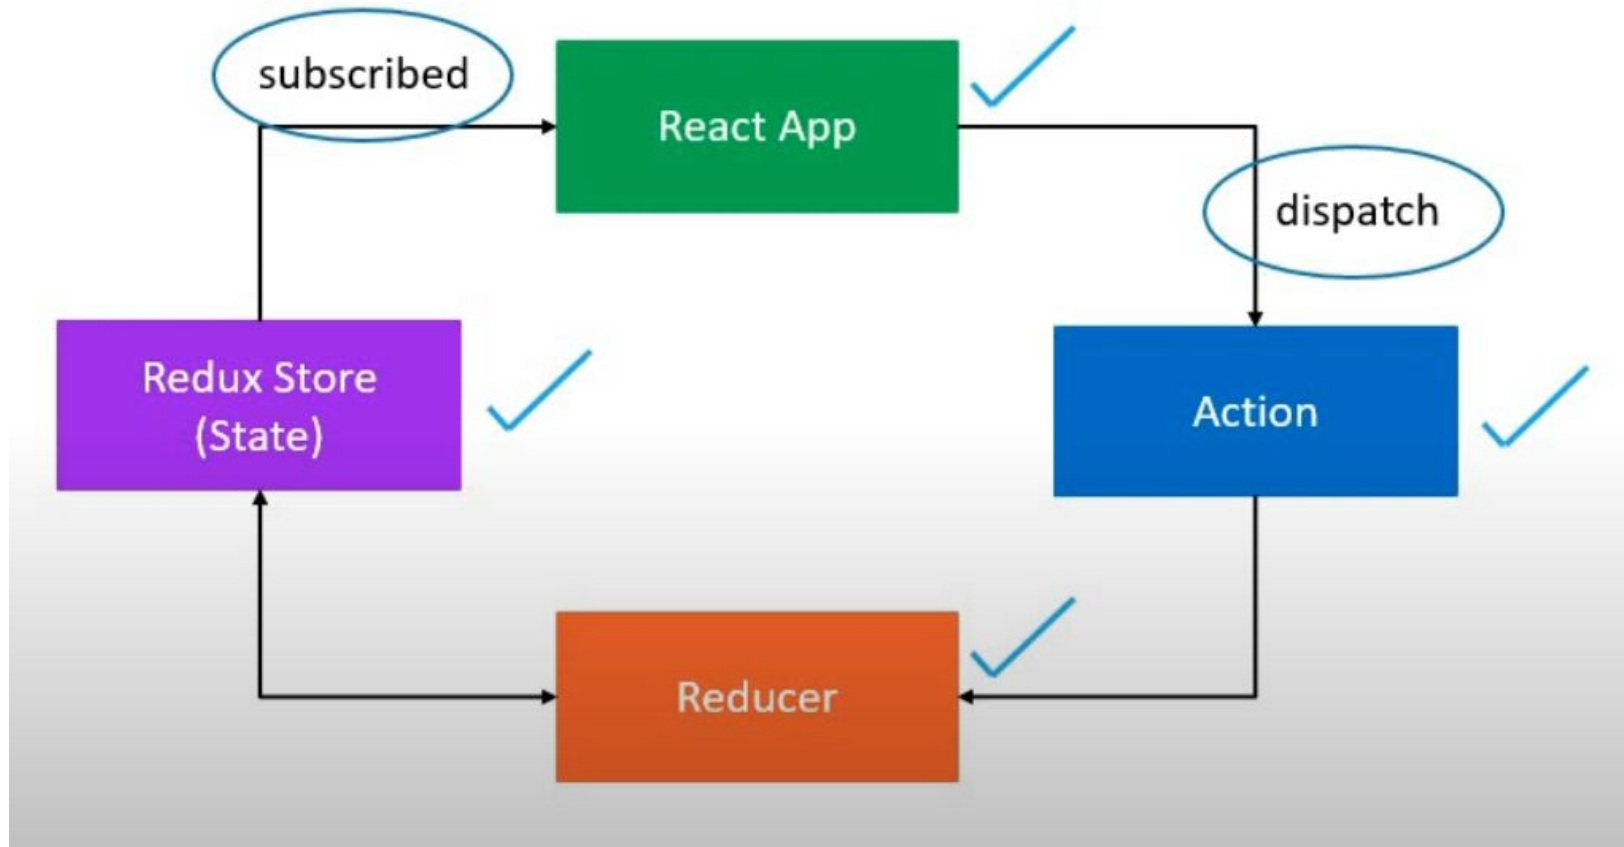 subscribed
React App
dispatch
Redux Store
(State)
Action
Reducer